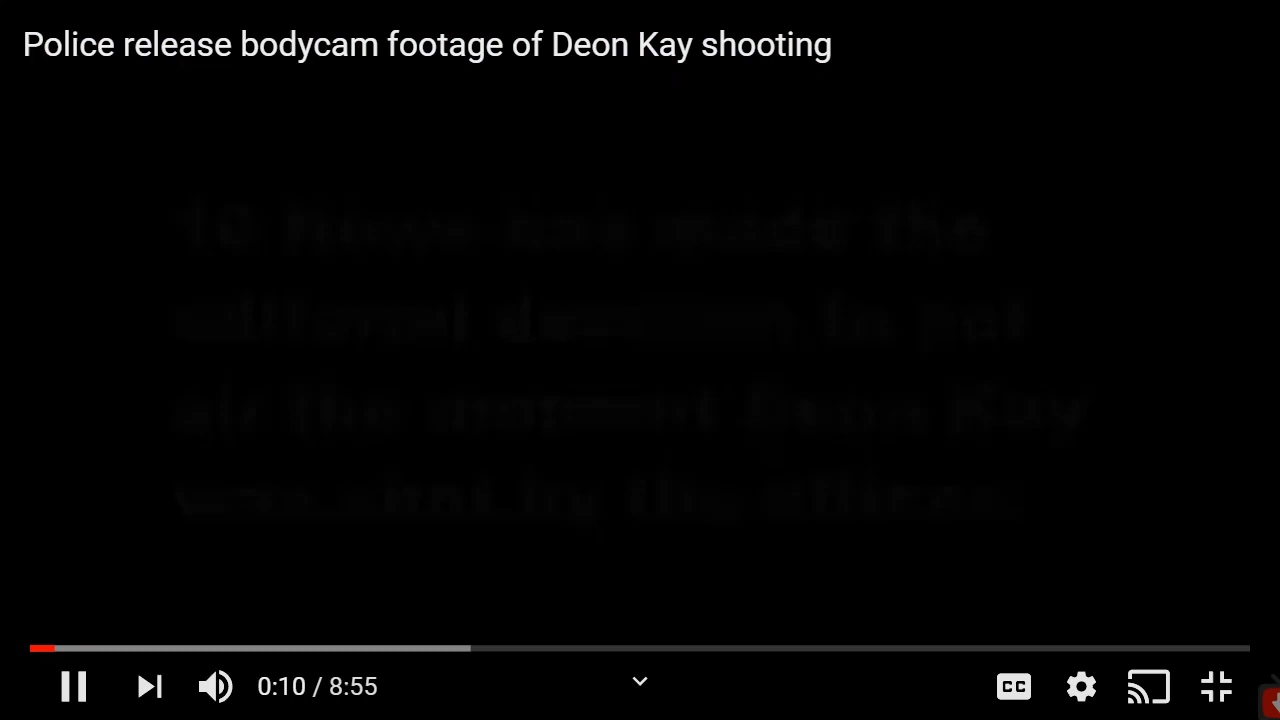 Police release bodycam footage of Deon Kay shooting
10 News has made the
editorial decision to not
air the moment Deon Kay
was shot by the officer.
0:10 / 8:55
CC